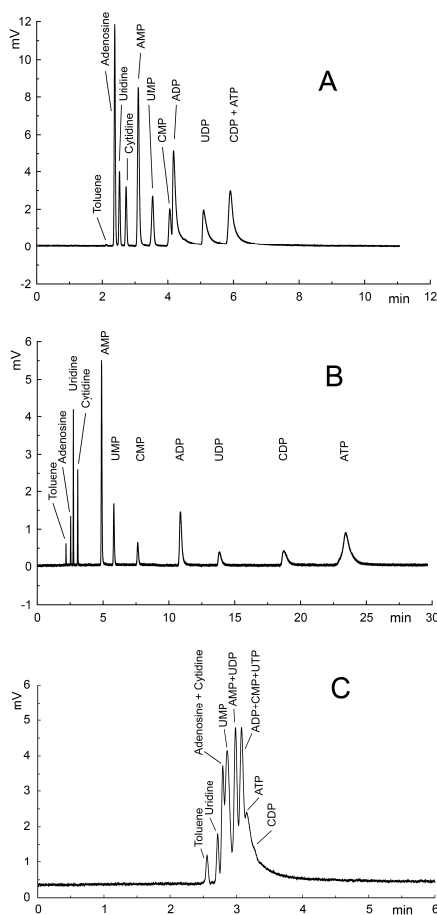 A
mV
12
10
8
6
4
2
0
-2
Toluene
Adenosine
Uridine
Cytidine
AMP
UMP
CMP
ADP
UDP
CDP + ATP
0
2
4
6
8
10
12
min
B
mV
6
5
4
3
2
1
0
-1
Toluene
Adenosine
Uridine
Cytidine
AMP
UMP
CMP
ADP
UDP
CDP
ATP
0
5
10
15
20
25
30
min
C
mV
6
5
4
3
2
1
0
Toluene
Uridine
Adenosine + Cytidine
UMP
AMP+UDP
ADP+CMP+UTP
ATP
CDP
0
1
2
3
4
5
6
min